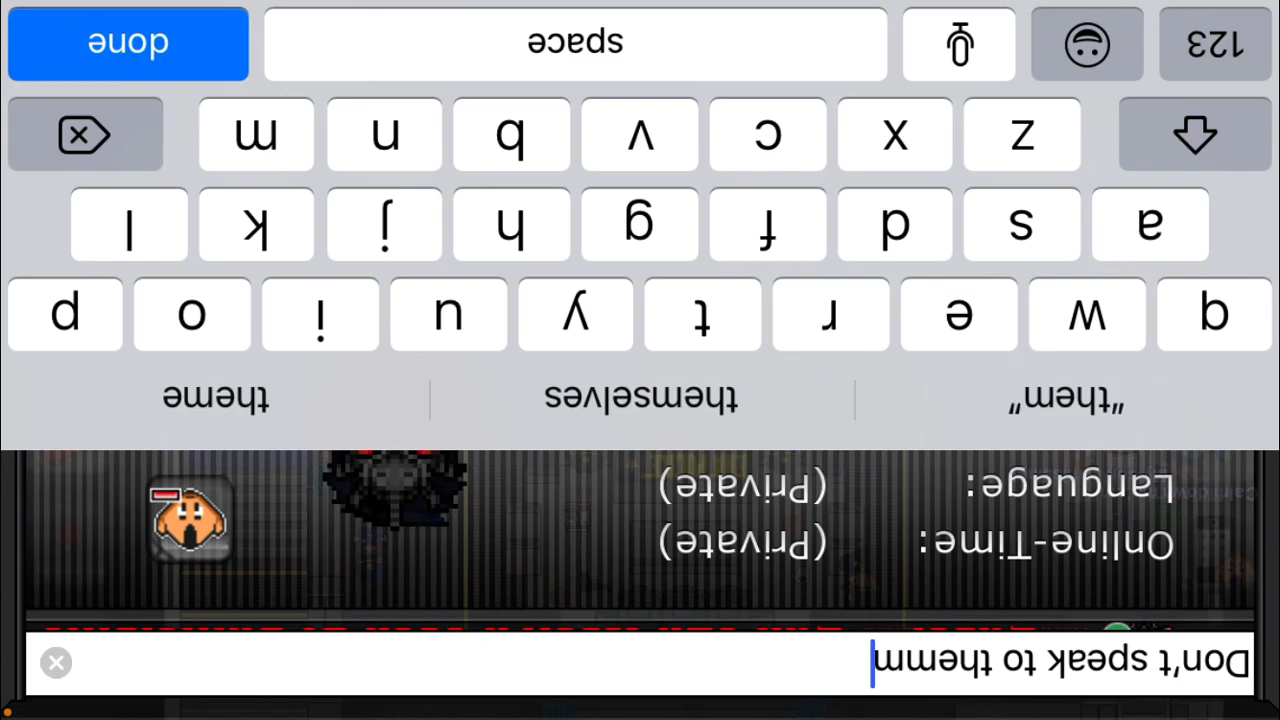 Don't speak to themm
Online-Time: (Private)
Language: (Private)
"them" themselves theme
q w e r t y u i o p
a s d f g h j k l
z x c v b n m
123 space done